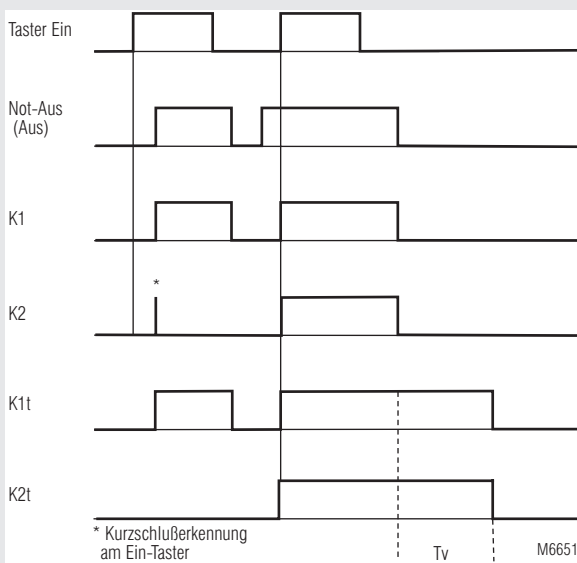 Taster Ein
Not-Aus
(Aus)
K1
*
K2
K1t
K2t
* Kurzschlußerkennung
am Ein-Taster
Tv
M6651